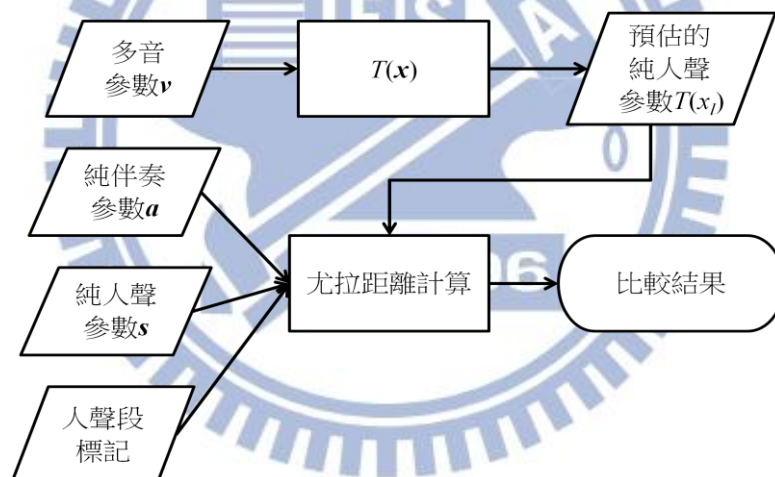 多音
參數v
T(x)
預估的
純人聲
參數T(x_l)
純伴奏
參數a
純人聲
參數s
尤拉距離計算
比較結果
人聲段
標記